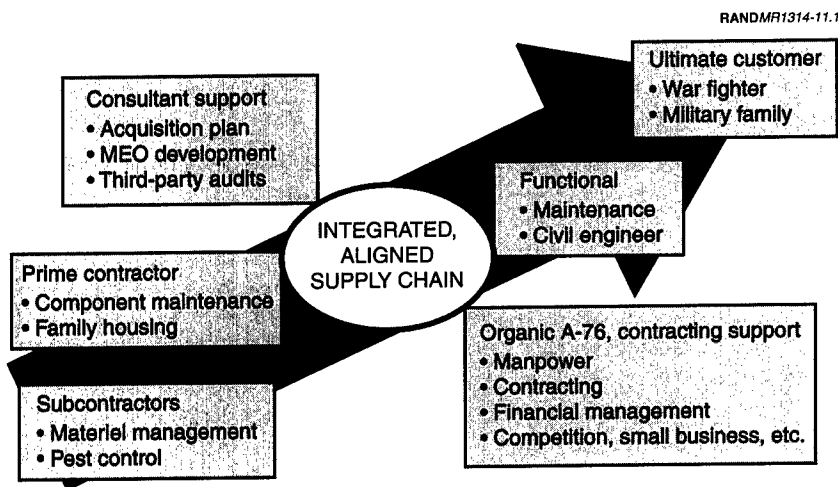 RANDMR1314-11.1
Ultimate customer
• War fighter
• Military family
Consultant support
• Acquisition plan
• MEO development
• Third-party audits
Functional
• Maintenance
• Civil engineer
INTEGRATED,
ALIGNED
SUPPLY CHAIN
Prime contractor
• Component maintenance
• Family housing
Organic A-76, contracting support
• Manpower
• Contracting
• Financial management
• Competition, small business, etc.
Subcontractors
• Materiel management
• Pest control